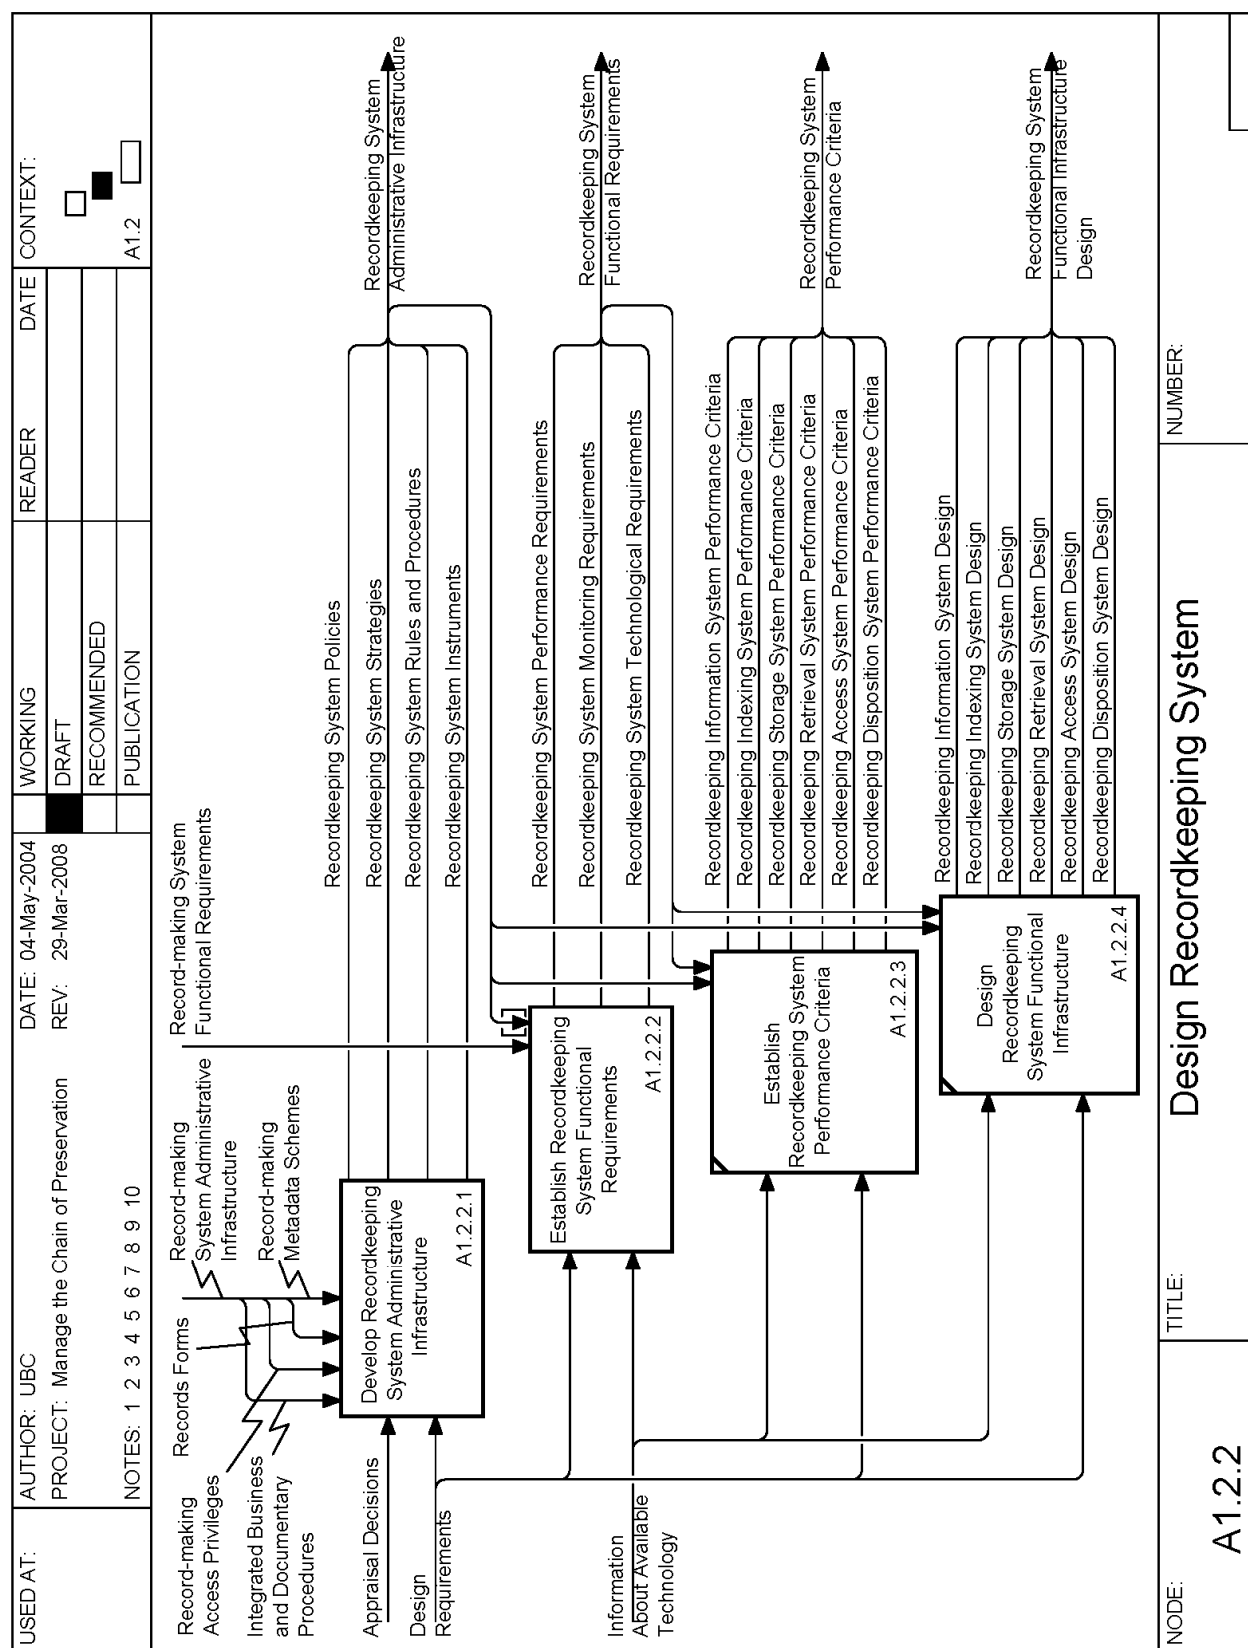 USED AT:
AUTHOR: UBC
PROJECT: Manage the Chain of Preservation
NOTES: 1 2 3 4 5 6 7 8 9 10
DATE: 04-May-2004
REV: 29-Mar-2008
WORKING
DRAFT
RECOMMENDED
PUBLICATION
READER
DATE
CONTEXT:
A1.2
Record-making
Access Privileges
Integrated Business
and Documentary
Procedures
Records Forms
Record-making
System Administrative
Infrastructure
Record-making
Metadata Schemes
Record-making System
Functional Requirements
Appraisal Decisions
Design
Requirements
Information
About Available
Technology
Develop Recordkeeping
System Administrative
Infrastructure
A1.2.2.1
Recordkeeping System Policies
Recordkeeping System Strategies
Recordkeeping System Rules and Procedures
Recordkeeping System Instruments
Recordkeeping System
Administrative Infrastructure
Establish Recordkeeping
System Functional
Requirements
A1.2.2.2
Recordkeeping System Performance Requirements
Recordkeeping System Monitoring Requirements
Recordkeeping System Technological Requirements
Recordkeeping System
Functional Requirements
Establish
Recordkeeping System
Performance Criteria
A1.2.2.3
Recordkeeping Information System Performance Criteria
Recordkeeping Indexing System Performance Criteria
Recordkeeping Storage System Performance Criteria
Recordkeeping Retrieval System Performance Criteria
Recordkeeping Access System Performance Criteria
Recordkeeping Disposition System Performance Criteria
Recordkeeping System
Performance Criteria
Design
Recordkeeping
System Functional
Infrastructure
A1.2.2.4
Recordkeeping Information System Design
Recordkeeping Indexing System Design
Recordkeeping Storage System Design
Recordkeeping Retrieval System Design
Recordkeeping Access System Design
Recordkeeping Disposition System Design
Recordkeeping System
Functional Infrastructure
Design
NODE:
A1.2.2
TITLE:
Design Recordkeeping System
NUMBER: